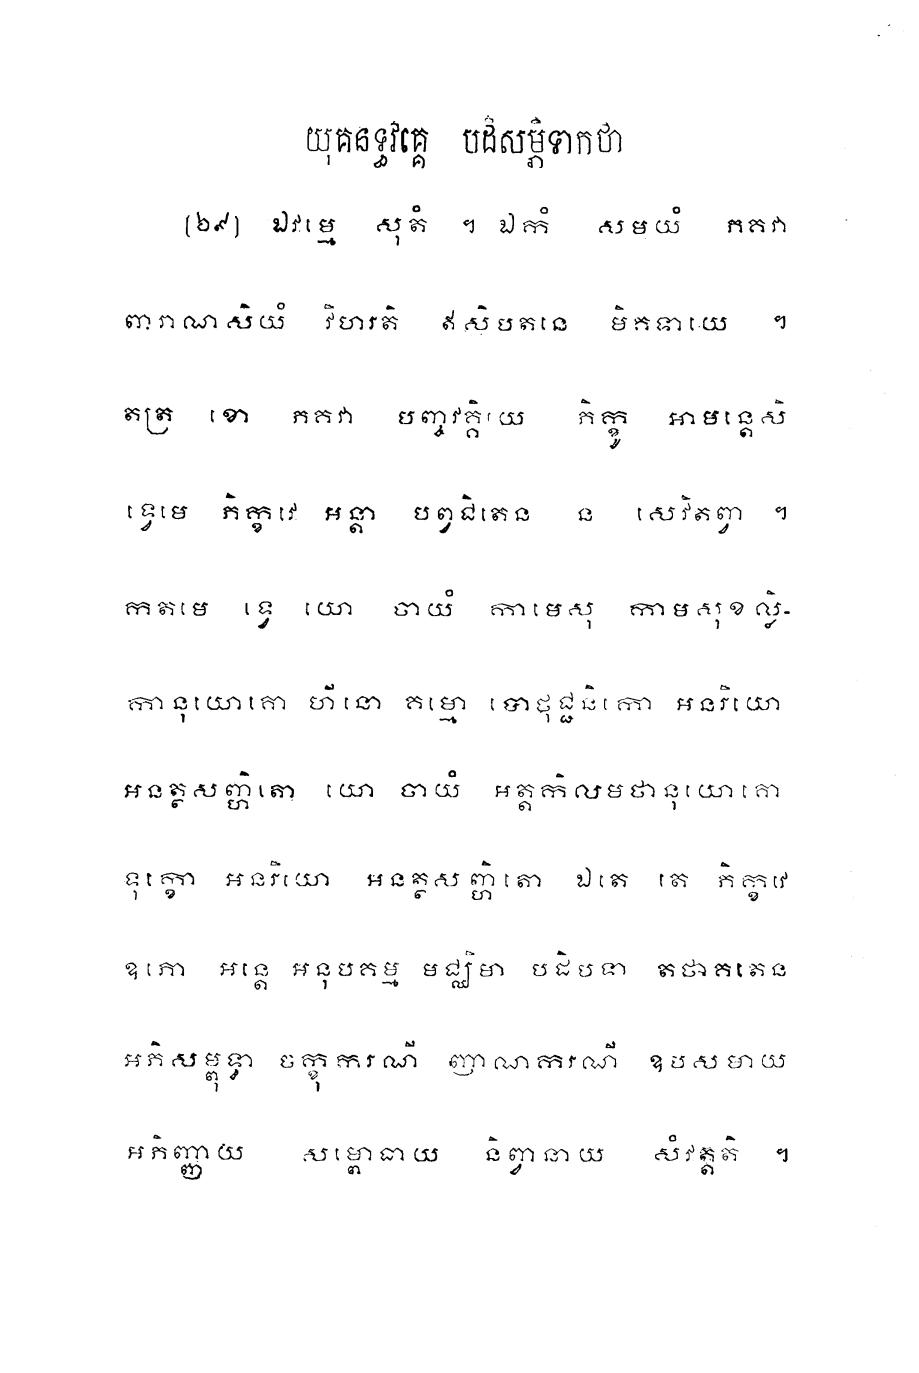 យុគនទ្ធវគ្គេ បដិសម្ភិទាកថា
(៦៩) ឯវម្មេ សុតំ ។ ឯកំ សមយំ ភគវា
ពារាណសិយំ វិហរតិ ឥសិបតនេ មិគទាយេ ។
តត្រ ខោ ភគវា បញ្ចវគ្គិយេ ភិក្ខូ អាមន្តេសិ
ទ្វេមេ ភិក្ខវេ អន្តា បព្វជិតេន ន សេវិតព្វា ។
កតមេ ទ្វេ យោ ចាយំ កាមេសុ កាមសុខល្លិ-
កានុយោគោ ហីនោ គម្មោ បោថុជ្ជនិកោ អនរិយោ
អនត្ថសញ្ហិតោ យោ ចាយំ អត្តកិលមថានុយោគោ
ទុក្ខោ អនរិយោ អនត្ថសញ្ហិតោ ឯតេ តេ ភិក្ខវេ
ឧភោ អន្តេ អនុបគម្ម មជ្ឈិមា បដិបទា តថាគតេន
អភិសម្ពុទ្ធា ចក្ខុករណី ញាណករណី ឧបសមាយ
អភិញ្ញាយ សម្ពោធាយ និព្វានាយ សំវត្តតិ ។